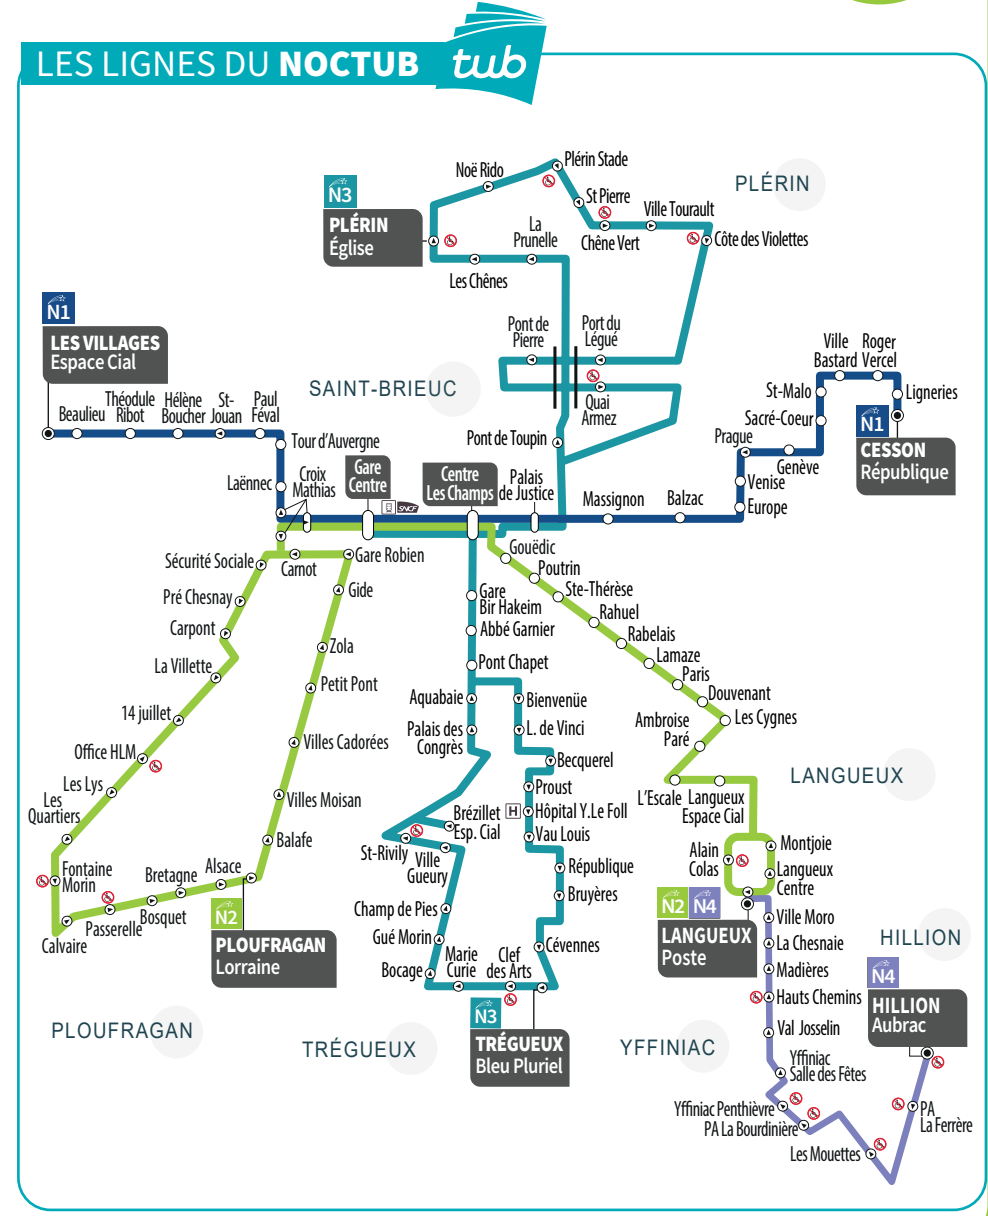 LES LIGNES DU NOCTUB
tub
PLÉRIN
N3
PLÉRIN
Église
Noë Rido
Plérin Stade
St Pierre
Chêne Vert
Ville Tourault
Côte des Violettes
La
Prunelle
Les Chênes
Pont de
Pierre
Port du
Légué
Quai
Armez
Pont de Toupin
SAINT-BRIEUC
N1
LES VILLAGES
Espace Cial
Beaulieu
Théodule
Ribot
Hélène
Boucher
St-
Jouan
Paul
Féval
Tour d'Auvergne
Laënnec
Croix
Mathias
Gare
Centre
SNCF
Centre
Les Champs
Palais
de Justice
Massignon
Balzac
Europe
Venise
Prague
Genève
Sacré-Coeur
St-Malo
Ville
Bastard
Roger
Vercel
Ligneries
N1
CESSON
République
Sécurité Sociale
Carnot
Gare Robien
Pré Chesnay
Gide
Carpont
Zola
La Villette
Petit Pont
14 juillet
Villes Cadorées
Office HLM
Les Lys
Villes Moisan
Les
Quartiers
Balafe
Fontaine
Morin
Calvaire
Passerelle
Bosquet
Bretagne
Alsace
N2
PLOUFRAGAN
Lorraine
PLOUFRAGAN
Gare
Bir Hakeim
Abbé Garnier
Pont Chapet
Aquabaie
Bienvenüe
Palais des
Congrès
L. de Vinci
Becquerel
Proust
Brézillet
Esp. Cial
H
Hôpital Y.Le Foll
Vau Louis
St-Rivily
Ville
Gueury
République
Bruyères
Champ de Pies
Gué Morin
Cévennes
Bocage
Marie
Curie
Clef
des Arts
N3
TRÉGUEUX
Bleu Pluriel
TRÉGUEUX
Gouëdic
Poutrin
Ste-Thérèse
Rahuel
Rabelais
Lamaze
Paris
Douvenant
Les Cygnes
Ambroise
Paré
L'Escale
Langueux
Espace Cial
LANGUEUX
Alain
Colas
Montjoie
Langueux
Centre
N2
N4
LANGUEUX
Poste
Ville Moro
La Chesnaie
Madières
Hauts Chemins
Val Josselin
HILLION
N4
HILLION
Aubrac
YFFINIAC
Yffiniac
Salle des Fêtes
Yffiniac Penthièvre
PA La Bourdinière
Les Mouettes
PA
La Ferrère